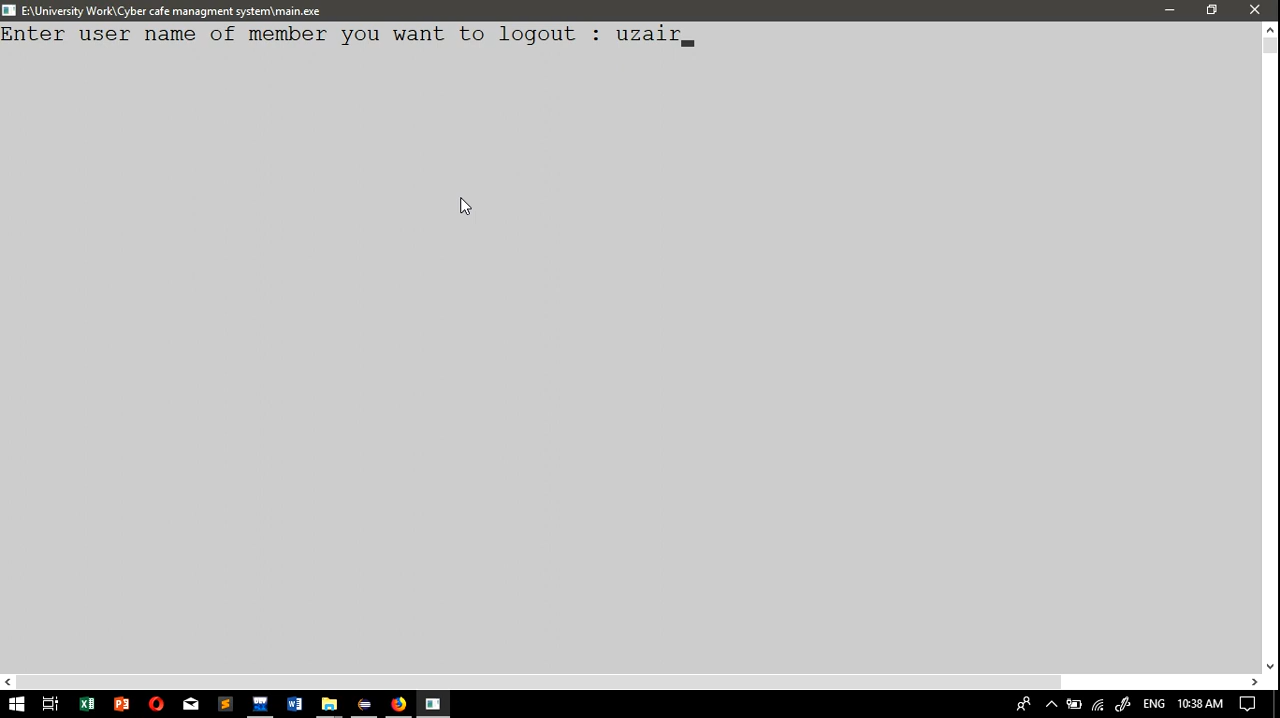 E:\University Work\Cyber cafe managment system\main.exe
Enter user name of member you want to logout : uzair
ENG 10:38 AM